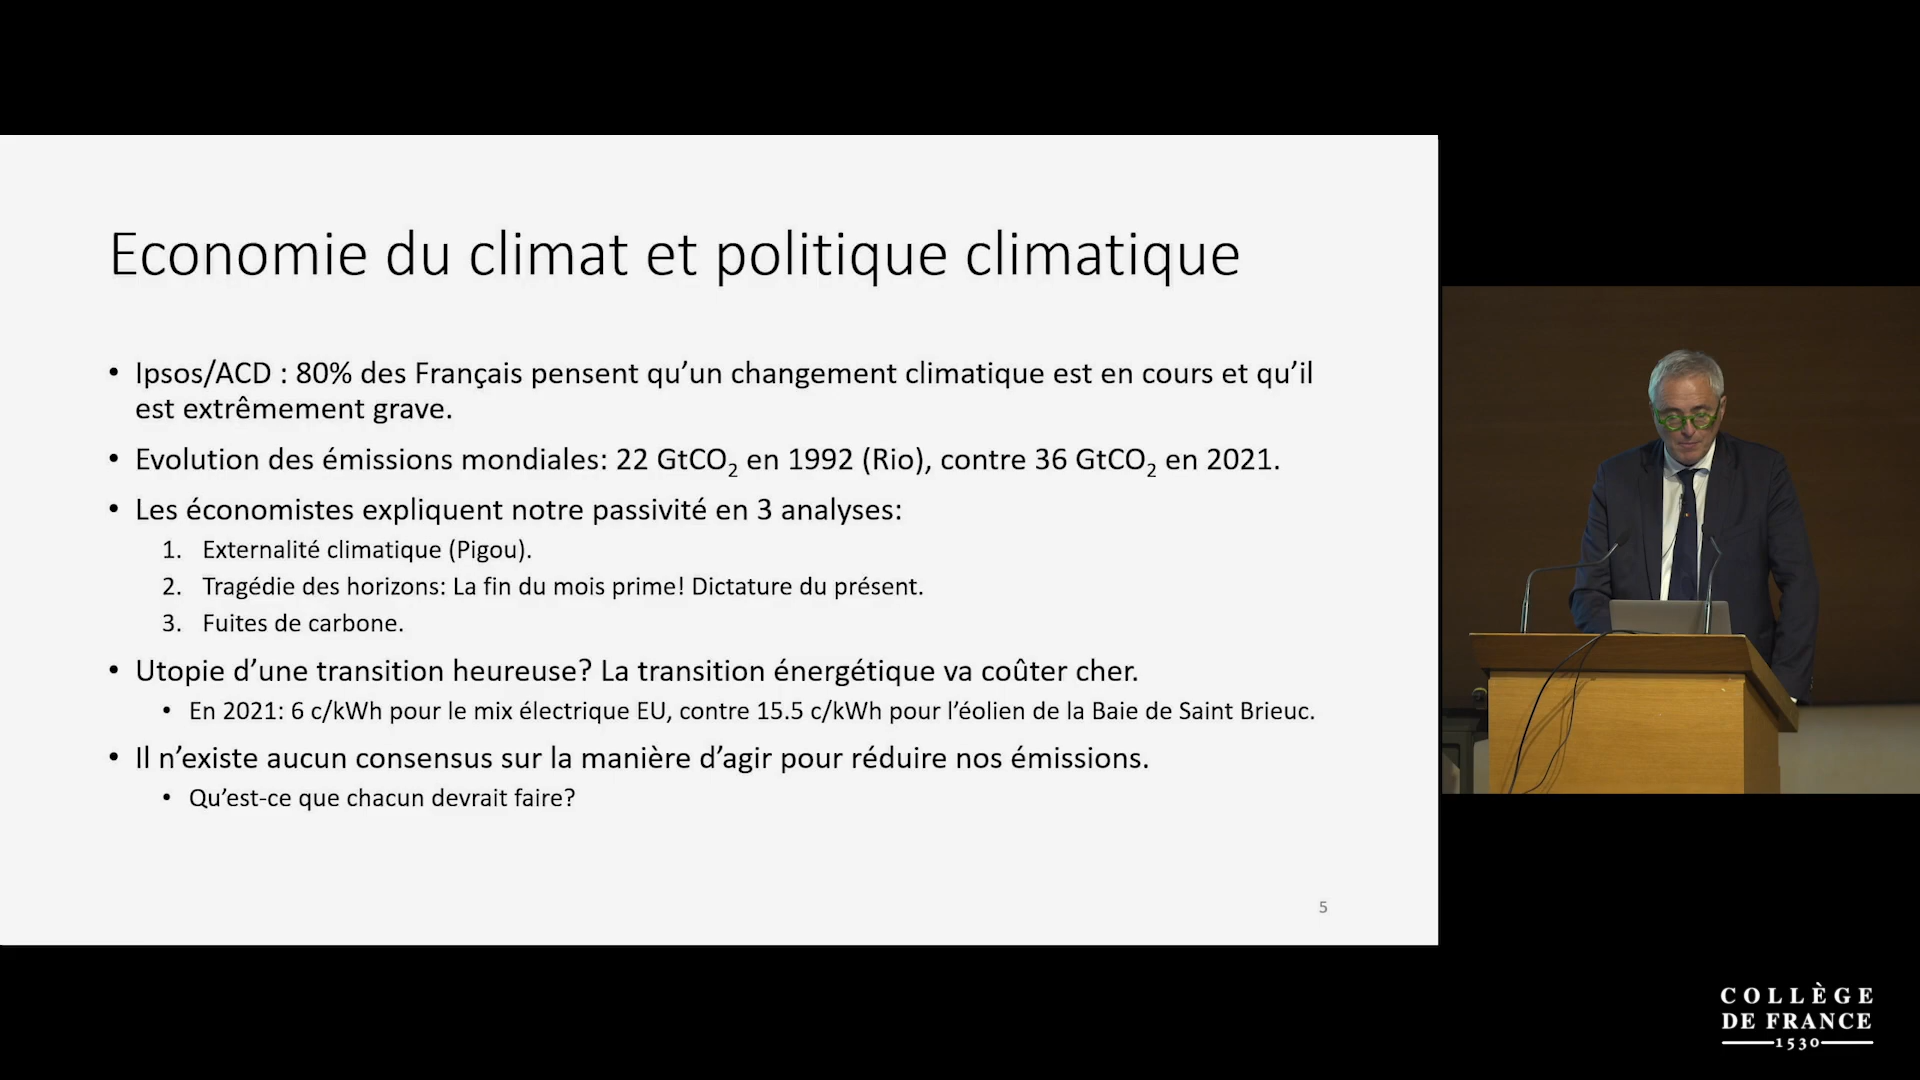 Economie du climat et politique climatique
• Ipsos/ACD : 80% des Français pensent qu’un changement climatique est en cours et qu’il
est extrêmement grave.
• Evolution des émissions mondiales: 22 GtCO₂ en 1992 (Rio), contre 36 GtCO₂ en 2021.
• Les économistes expliquent notre passivité en 3 analyses:
1. Externalité climatique (Pigou).
2. Tragédie des horizons: La fin du mois prime! Dictature du présent.
3. Fuites de carbone.
• Utopie d’une transition heureuse? La transition énergétique va coûter cher.
• En 2021: 6 c/kWh pour le mix électrique EU, contre 15.5 c/kWh pour l’éolien de la Baie de Saint Brieuc.
• Il n’existe aucun consensus sur la manière d’agir pour réduire nos émissions.
• Qu’est-ce que chacun devrait faire?
5
COLLÈGE
DE FRANCE
1530